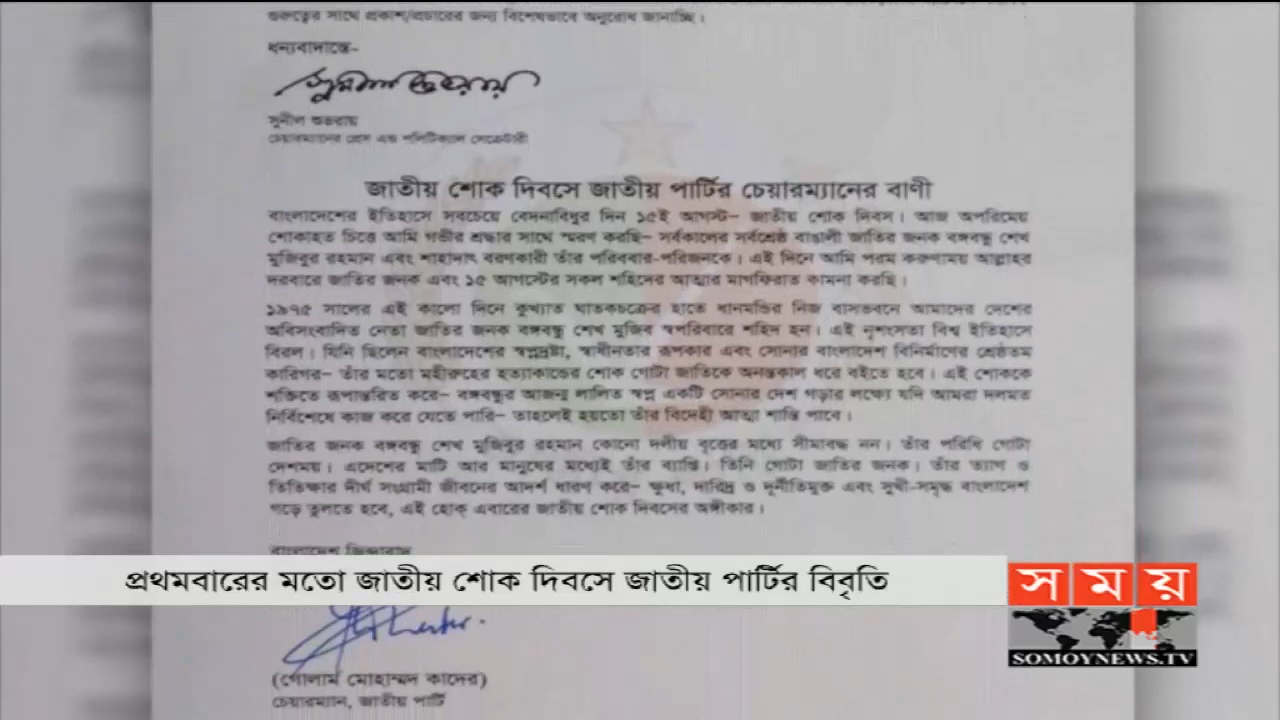 গুরুত্বের সাথে প্রকাশ/প্রচারের জন্য বিশেষভাবে অনুরোধ জানাচ্ছি।
ধন্যবাদান্তে-
সুনীল শুভরায়
চেয়ারম্যানের প্রেস এন্ড পলিটিক্যাল সেক্রেটারী
জাতীয় শোক দিবসে জাতীয় পার্টির চেয়ারম্যানের বাণী
বাংলাদেশের ইতিহাসে সবচেয়ে বেদনাবিধুর দিন ১৫ই আগস্ট– জাতীয় শোক দিবস। আজ অপরিমেয়
শোকাহত চিত্তে আমি গভীর শ্রদ্ধার সাথে স্মরণ করছি– সর্বকালের সর্বশ্রেষ্ঠ বাঙালী জাতির জনক বঙ্গবন্ধু শেখ
মুজিবুর রহমান এবং শাহাদাৎ বরণকারী তাঁর পরিববার-পরিজনকে। এই দিনে আমি পরম করুণাময় আল্লাহর
দরবারে জাতির জনক এবং ১৫ আগস্টের সকল শহিদের আত্মার মাগফিরাত কামনা করছি।
১৯৭৫ সালের এই কালো দিনে কুখ্যাত ঘাতকচক্রের হাতে ধানমন্ডির নিজ বাসভবনে আমাদের দেশের
অবিসংবাদিত নেতা জাতির জনক বঙ্গবন্ধু শেখ মুজিব স্বপরিবারে শহিদ হন। এই নৃশংসতা বিশ্ব ইতিহাসে
বিরল। যিনি ছিলেন বাংলাদেশের স্বপ্নদ্রষ্টা, স্বাধীনতার রূপকার এবং সোনার বাংলাদেশ বিনির্মাণের শ্রেষ্ঠতম
কারিগর– তাঁর মতো মহীরুহের হত্যাকান্ডের শোক গোটা জাতিকে অনন্তকাল ধরে বইতে হবে। এই শোককে
শক্তিতে রূপান্তরিত করে– বঙ্গবন্ধুর আজন্ম লালিত স্বপ্ন একটি সোনার দেশ গড়ার লক্ষ্যে যদি আমরা দলমত
নির্বিশেষে কাজ করে যেতে পারি– তাহলেই হয়তো তাঁর বিদেহী আত্মা শান্তি পাবে।
জাতির জনক বঙ্গবন্ধু শেখ মুজিবুর রহমান কোনো দলীয় বৃত্তের মধ্যে সীমাবদ্ধ নন। তাঁর পরিধি গোটা
দেশময়। এদেশের মাটি আর মানুষের মধ্যেই তাঁর ব্যাপ্তি। তিনি গোটা জাতির জনক। তাঁর ত্যাগ ও
তিতিক্ষার দীর্ঘ সংগ্রামী জীবনের আদর্শ ধারণ করে– ক্ষুধা, দারিদ্র ও দূর্নীতিমুক্ত এবং সুখী-সমৃদ্ধ বাংলাদেশ
গড়ে তুলতে হবে, এই হোক্ এবারের জাতীয় শোক দিবসের অঙ্গীকার।
বাংলাদেশ জিন্দাবাদ
প্রথমবারের মতো জাতীয় শোক দিবসে জাতীয় পার্টির বিবৃতি
সময়
SOMOYNEWS.TV
(গোলাম মোহাম্মদ কাদের)
চেয়ারম্যান, জাতীয় পার্টি